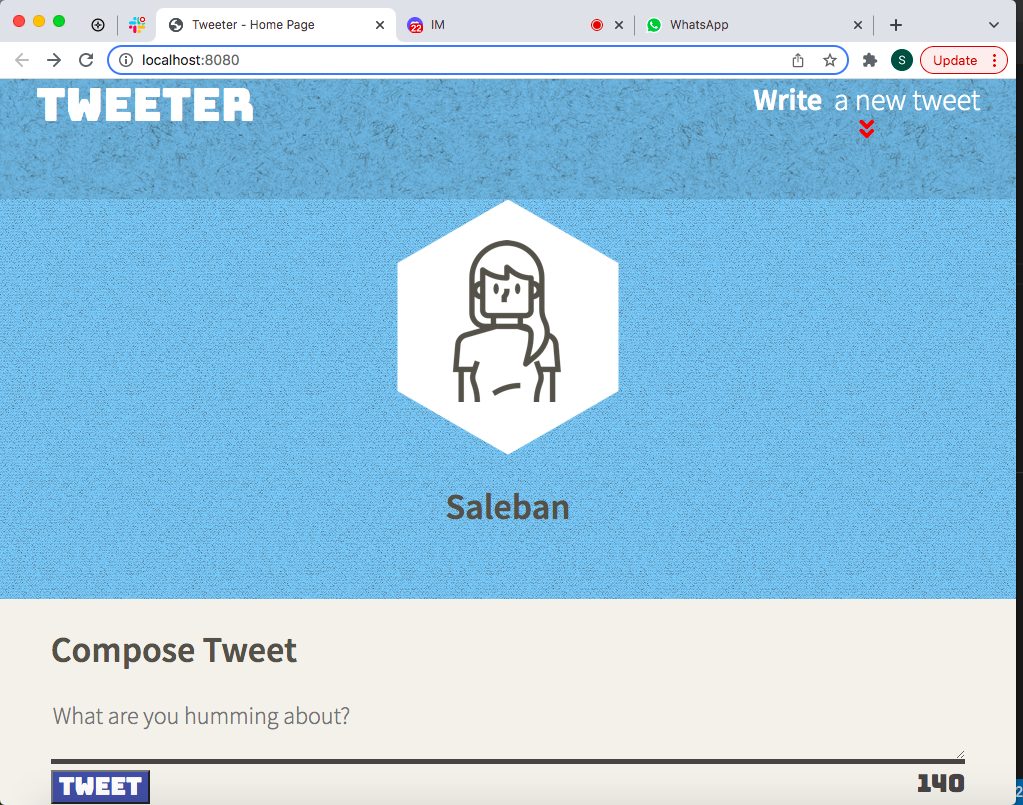 Tweeter - Home Page
22
IM
WhatsApp
localhost:8080
S
Update
TWEETER
Write a new tweet
Saleban
Compose Tweet
What are you humming about?
TWEET
140
2